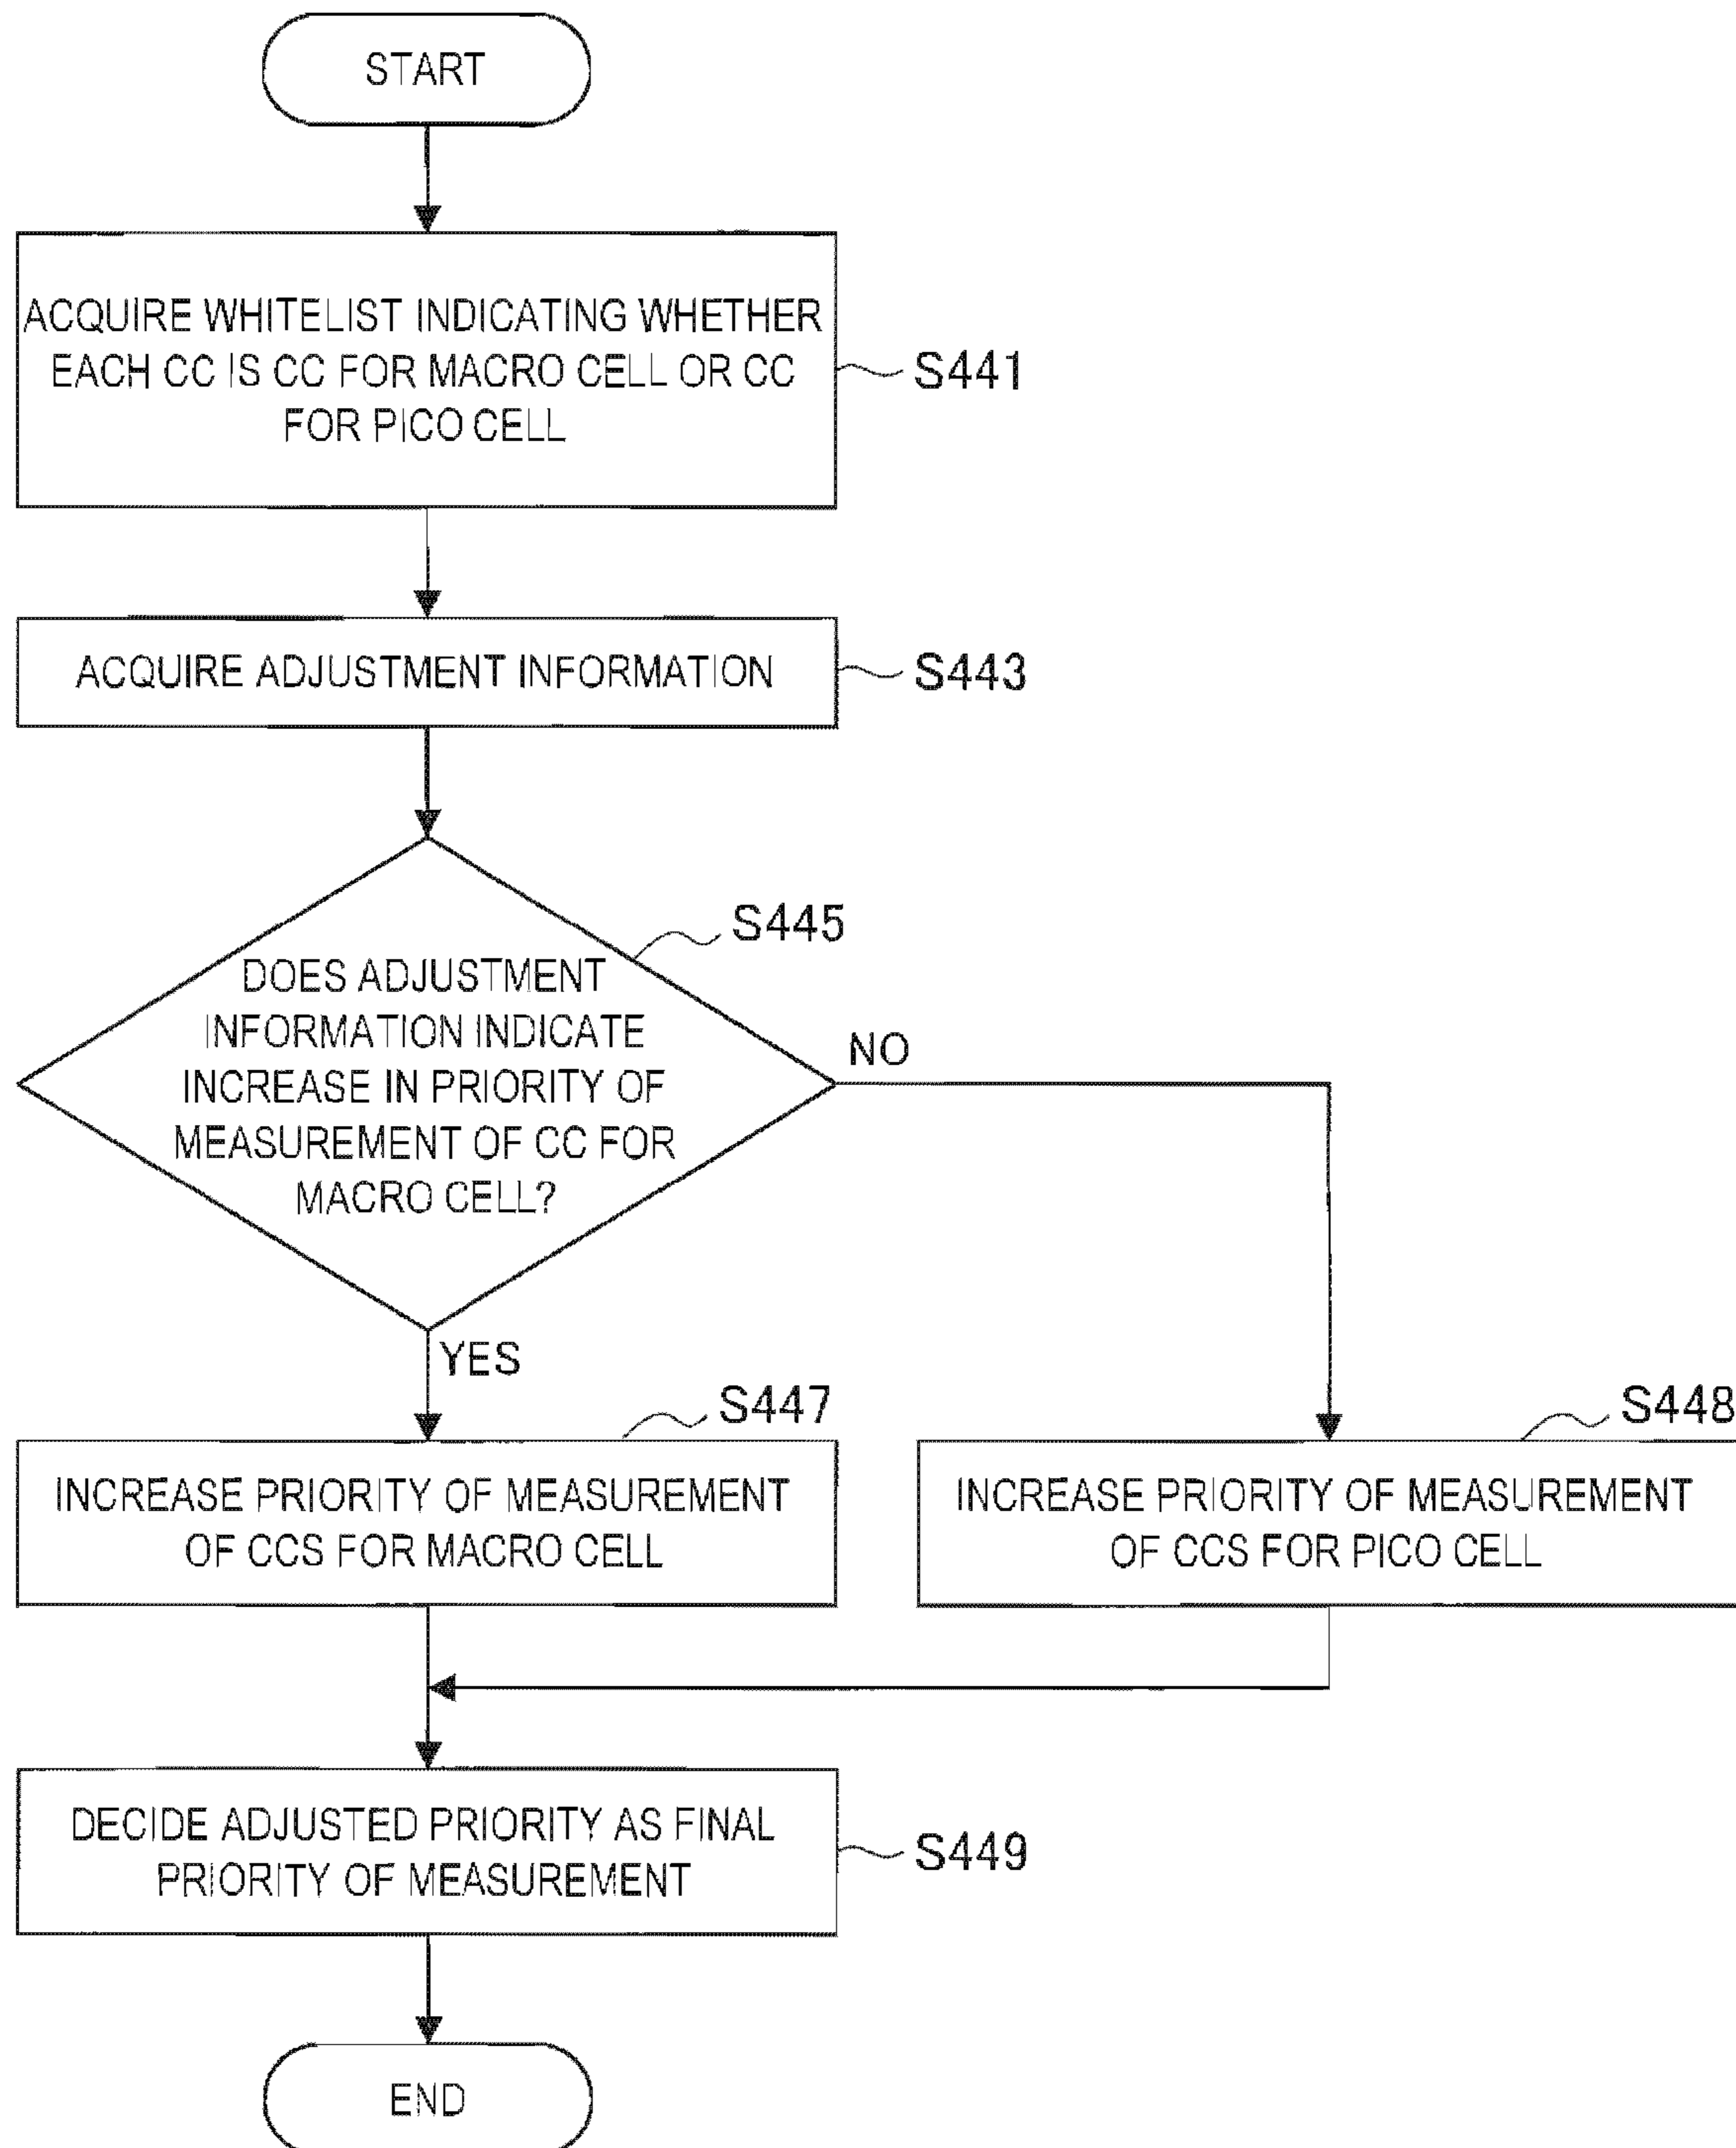 START
ACQUIRE WHITELIST INDICATING WHETHER
EACH CC IS CC FOR MACRO CELL OR CC
FOR PICO CELL
S441
ACQUIRE ADJUSTMENT INFORMATION
S443
S445
DOES ADJUSTMENT
INFORMATION INDICATE
INCREASE IN PRIORITY OF
MEASUREMENT OF CC FOR
MACRO CELL?
NO
YES
S447
INCREASE PRIORITY OF MEASUREMENT
OF CCS FOR MACRO CELL
S448
INCREASE PRIORITY OF MEASUREMENT
OF CCS FOR PICO CELL
DECIDE ADJUSTED PRIORITY AS FINAL
PRIORITY OF MEASUREMENT
S449
END